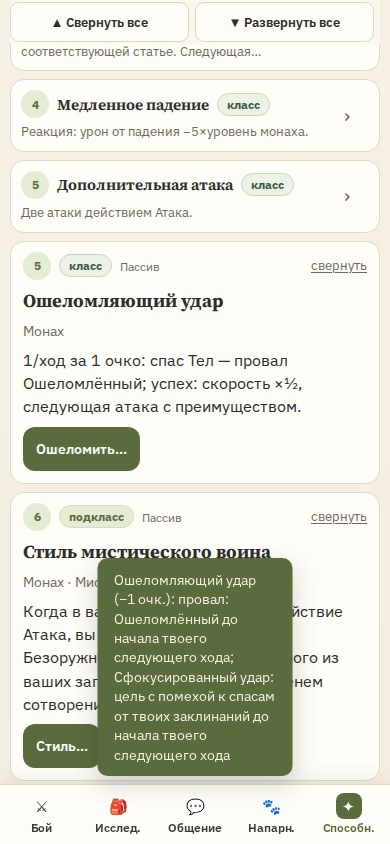 ▲ Свернуть все
▼ Развернуть все
соответствующей статье. Следующая...
4 Медленное падение класс ›
Реакция: урон от падения −5×уровень монаха.
5 Дополнительная атака класс ›
Две атаки действием Атака.
5 класс Пассив свернуть
Ошеломляющий удар
Монах
1/ход за 1 очко: спас Тел — провал
Ошеломлённый; успех: скорость ×½,
следующая атака с преимуществом.
Ошеломить...
6 подкласс Пассив свернуть
Стиль мистического воина
Монах · Мис
Когда в ва
йствие
Атака, вы
Безоружн
ого из
ваших зап
нем
сотворени
Стиль...
Ошеломляющий удар
(−1 очк.): провал:
Ошеломлённый до
начала твоего
следующего хода;
Сфокусированный удар:
цель с помехой к спасам
от твоих заклинаний до
начала твоего
следующего хода
Бой
Исслед.
Общение
Напарн.
Способн.